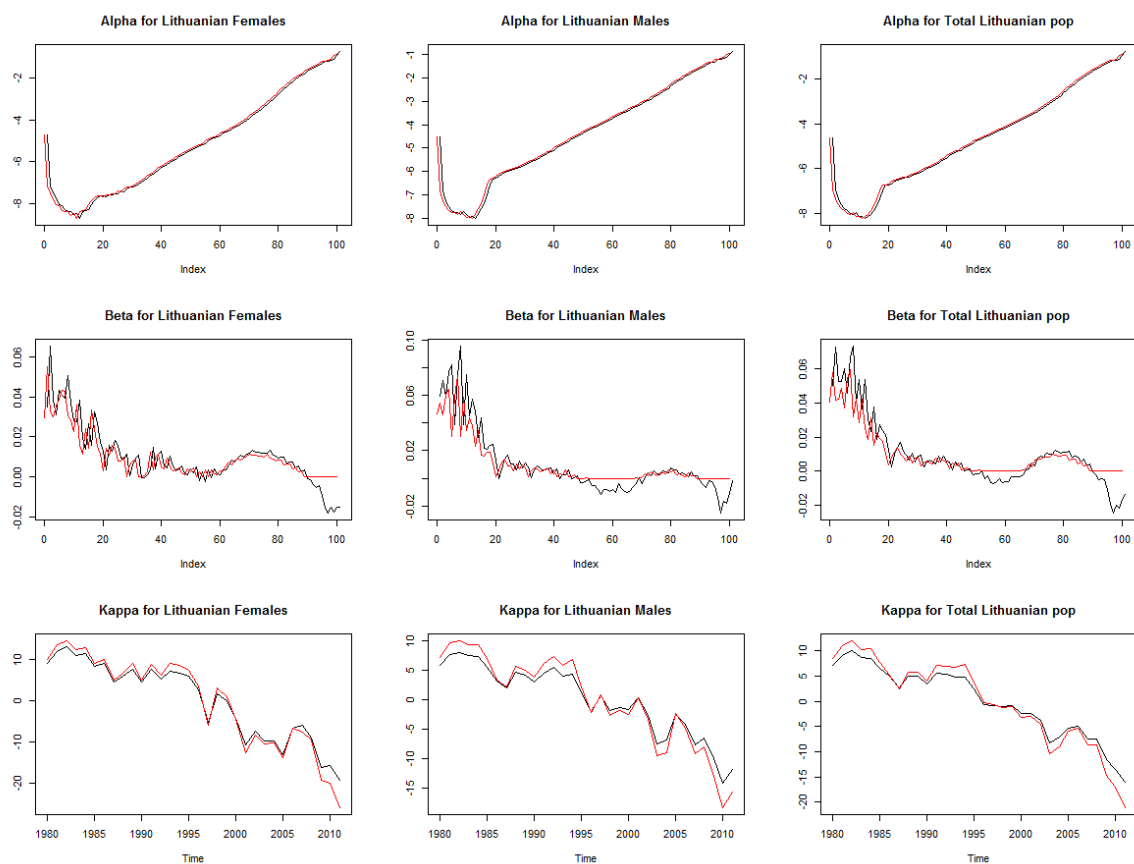 Alpha for Lithuanian Females
-2
-4
-6
-8
0 20 40 60 80 100
Index
Alpha for Lithuanian Males
-1
-2
-3
-4
-5
-6
-7
-8
0 20 40 60 80 100
Index
Alpha for Total Lithuanian pop
-2
-4
-6
-8
0 20 40 60 80 100
Index
Beta for Lithuanian Females
0.06
0.04
0.02
0.00
-0.02
0 20 40 60 80 100
Index
Beta for Lithuanian Males
0.10
0.06
0.02
-0.02
0 20 40 60 80 100
Index
Beta for Total Lithuanian pop
0.06
0.04
0.02
0.00
-0.02
0 20 40 60 80 100
Index
Kappa for Lithuanian Females
10
0
-10
-20
1980 1985 1990 1995 2000 2005 2010
Time
Kappa for Lithuanian Males
10
5
0
-5
-10
-15
1980 1985 1990 1995 2000 2005 2010
Time
Kappa for Total Lithuanian pop
10
5
0
-5
-10
-15
-20
1980 1985 1990 1995 2000 2005 2010
Time